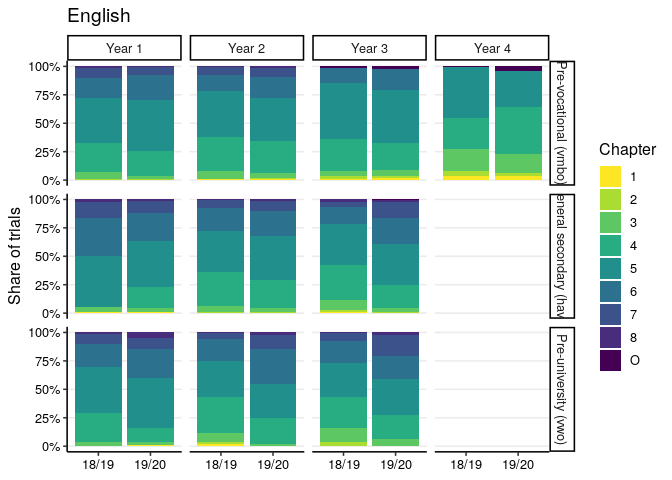 English
Year 1 Year 2 Year 3 Year 4
100%
75%
50%
25%
0%
Pre-vocational (vmbo)
100%
75%
50%
25%
0%
eneral secondary (hav
100%
75%
50%
25%
0%
Pre-university (vwo)
Share of trials
18/19 19/20 18/19 19/20 18/19 19/20 18/19 19/20
Chapter
1
2
3
4
5
6
7
8
O